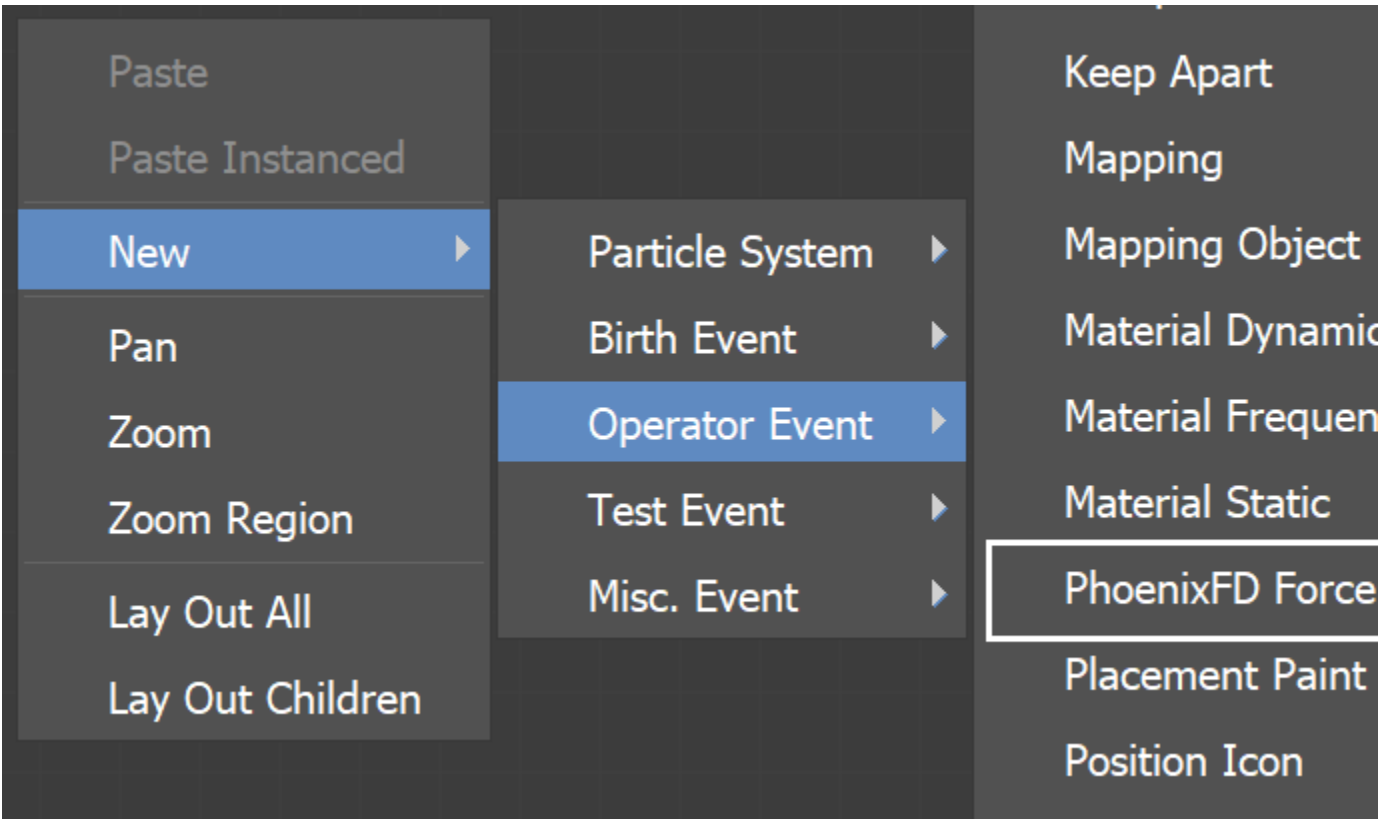 Paste
Paste Instanced
New
Pan
Zoom
Zoom Region
Lay Out All
Lay Out Children
Particle System
Birth Event
Operator Event
Test Event
Misc. Event
Keep Apart
Mapping
Mapping Object
Material Dynamic
Material Frequen
Material Static
PhoenixFD Force
Placement Paint
Position Icon